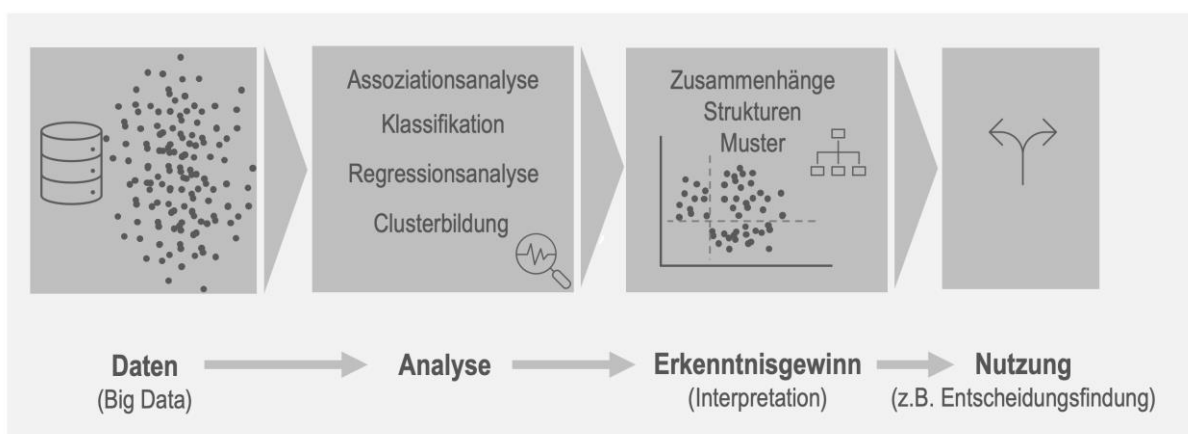 Assoziationsanalyse
Klassifikation
Regressionsanalyse
Clusterbildung
Zusammenhänge
Strukturen
Muster
Daten
(Big Data)
Analyse
Erkenntnisgewinn
(Interpretation)
Nutzung
(z.B. Entscheidungsfindung)